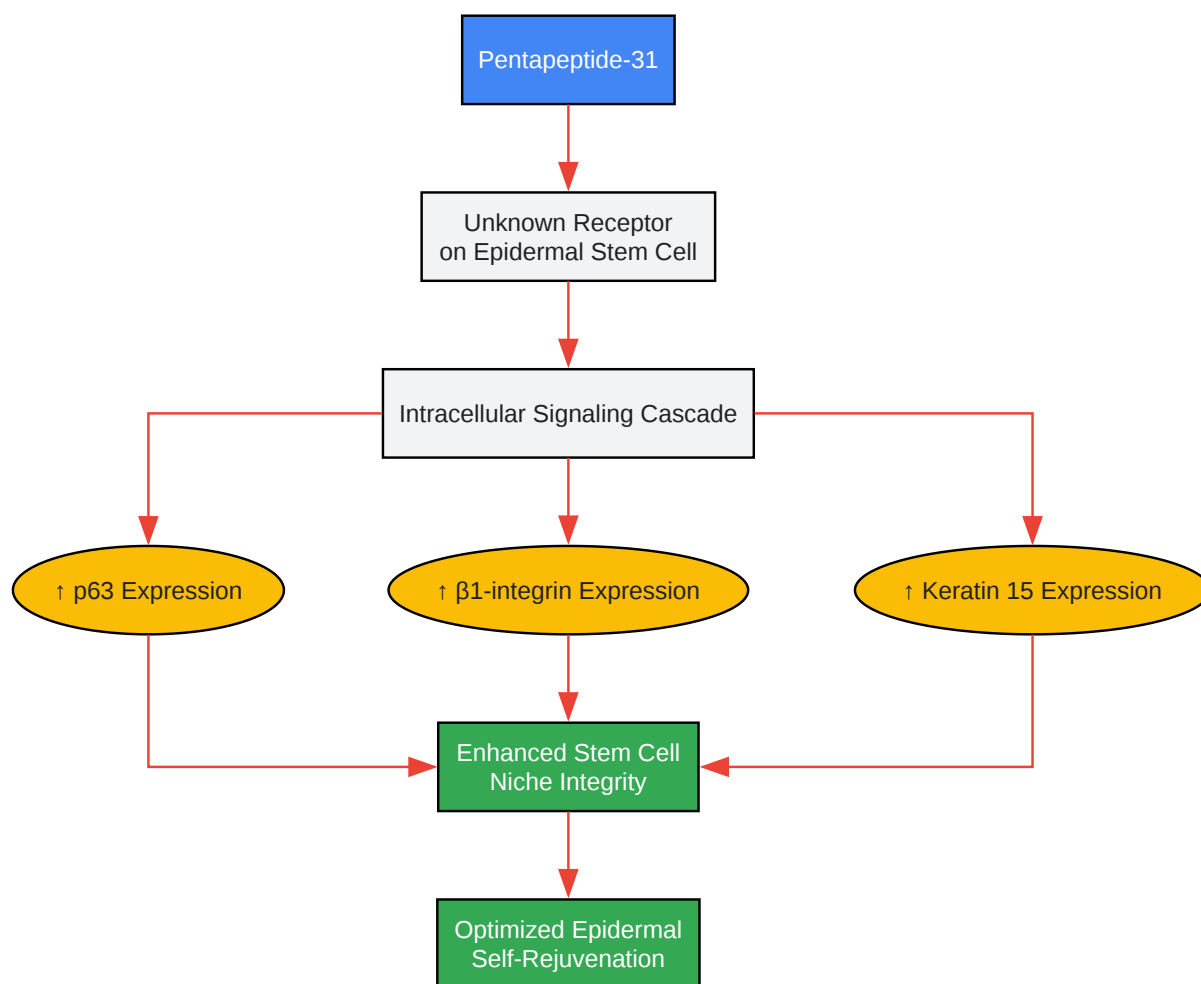 Pentapeptide-31
Unknown Receptor
on Epidermal Stem Cell
Intracellular Signaling Cascade
↑ p63 Expression
↑ β1-integrin Expression
↑ Keratin 15 Expression
Enhanced Stem Cell
Niche Integrity
Optimized Epidermal
Self-Rejuvenation